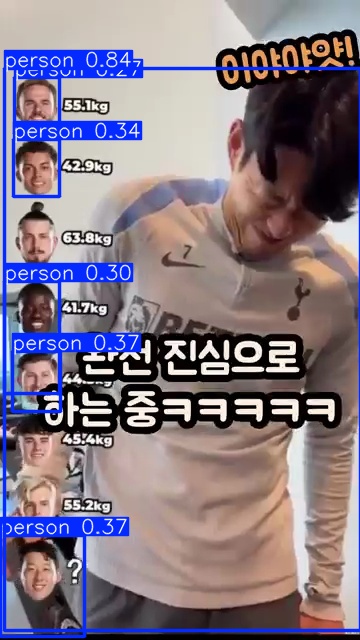 이야야얏!
person 0.84
person 0.27
55.1kg
person 0.34
42.9kg
63.8kg
7
person 0.30
41.7kg
person 0.37
완전 진심으로
하는 중ㅋㅋㅋㅋㅋ
45.4kg
55.2kg
person 0.37
?